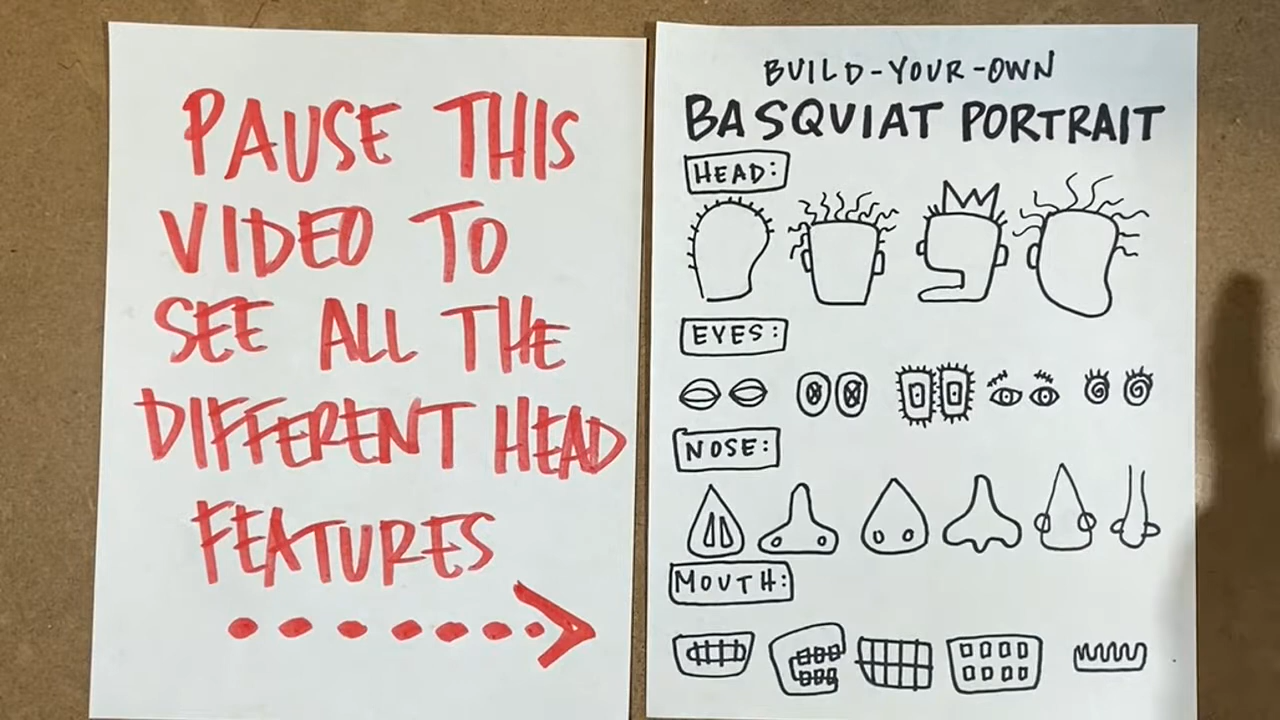 PAUSE THIS
VIDEO TO
SEE ALL THE
DIFFERENT HEAD
FEATURES
BUILD-YOUR-OWN
BASQUIAT PORTRAIT
HEAD:
EYES:
NOSE:
MOUTH: